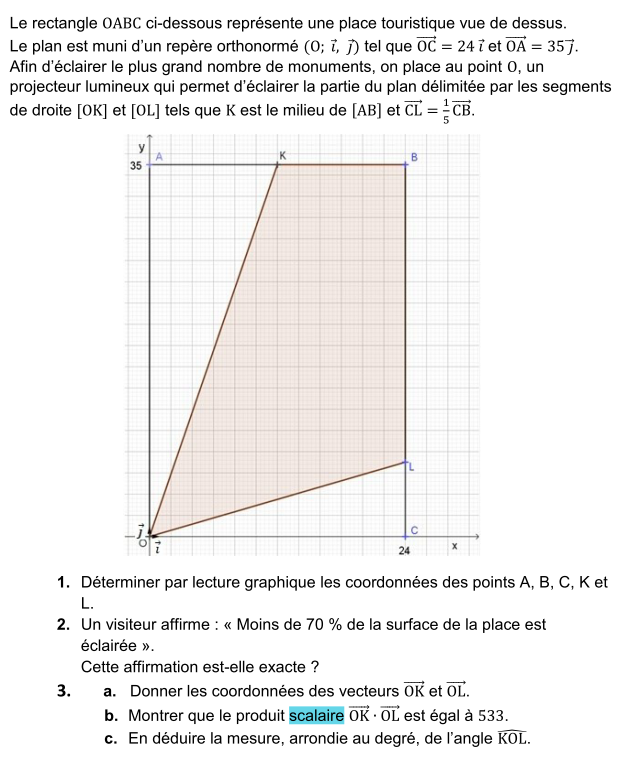 Le rectangle OABC ci-dessous représente une place touristique vue de dessus.
Le plan est muni d'un repère orthonormé (O; i⃗, j⃗) tel que OC⃗ = 24 i⃗ et OA⃗ = 35 j⃗.
Afin d'éclairer le plus grand nombre de monuments, on place au point O, un
projecteur lumineux qui permet d'éclairer la partie du plan délimitée par les segments
de droite [OK] et [OL] tels que K est le milieu de [AB] et CL⃗ = 1/5 CB⃗.
y
A
K
B
35
L
j⃗
C
O
i⃗
24
x
1. Déterminer par lecture graphique les coordonnées des points A, B, C, K et
L.
2. Un visiteur affirme : « Moins de 70 % de la surface de la place est
éclairée ».
Cette affirmation est-elle exacte ?
3. a. Donner les coordonnées des vecteurs OK⃗ et OL⃗.
b. Montrer que le produit scalaire OK⃗ · OL⃗ est égal à 533.
c. En déduire la mesure, arrondie au degré, de l'angle K͡OL.